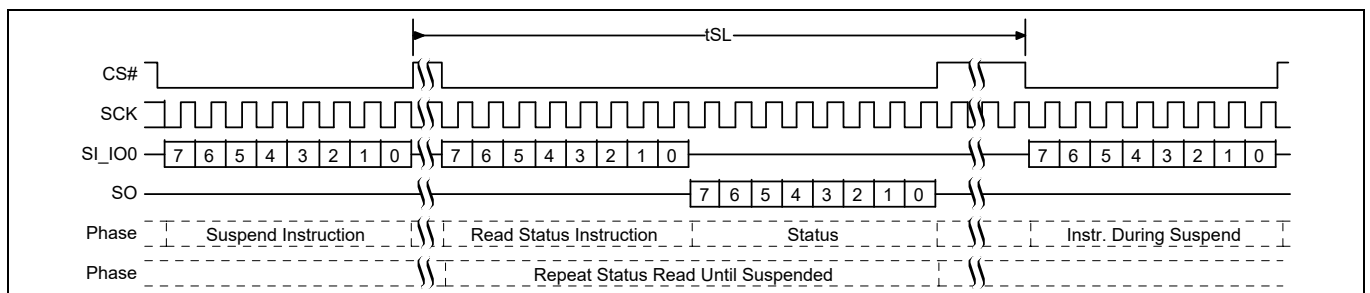 tSL
CS#
SCK
SI_IO0 7 6 5 4 3 2 1 0 7 6 5 4 3 2 1 0 7 6 5 4 3 2 1 0
SO 7 6 5 4 3 2 1 0
Phase Suspend Instruction Read Status Instruction Status Instr. During Suspend
Phase Repeat Status Read Until Suspended